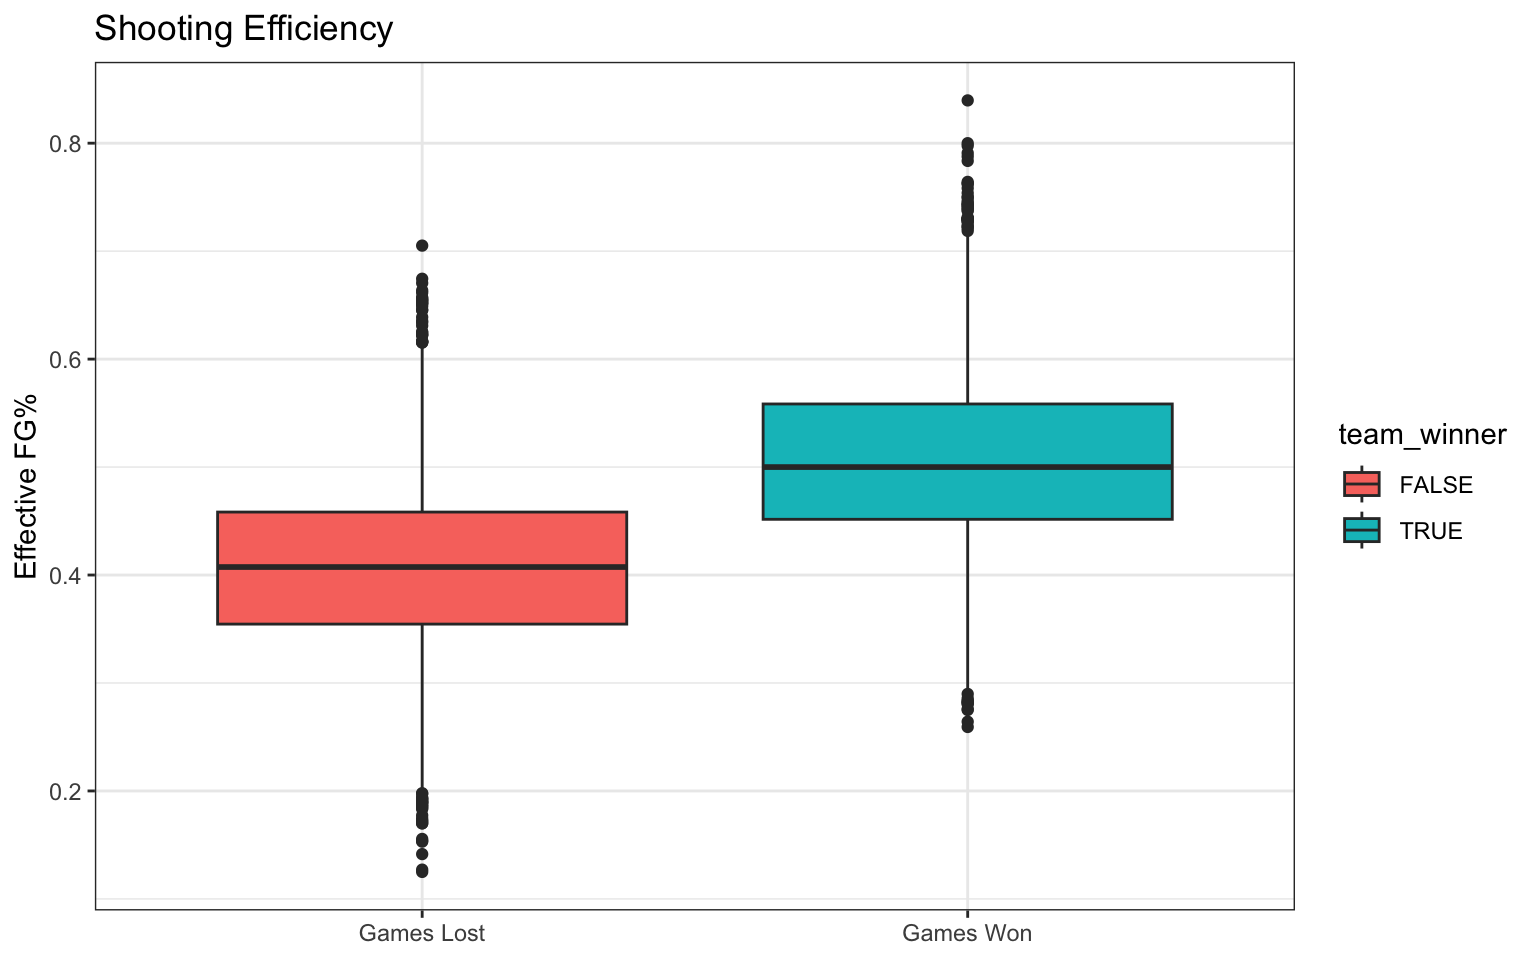 Shooting Efficiency
Effective FG%
0.8
0.6
0.4
0.2
Games Lost
Games Won
team_winner
FALSE
TRUE